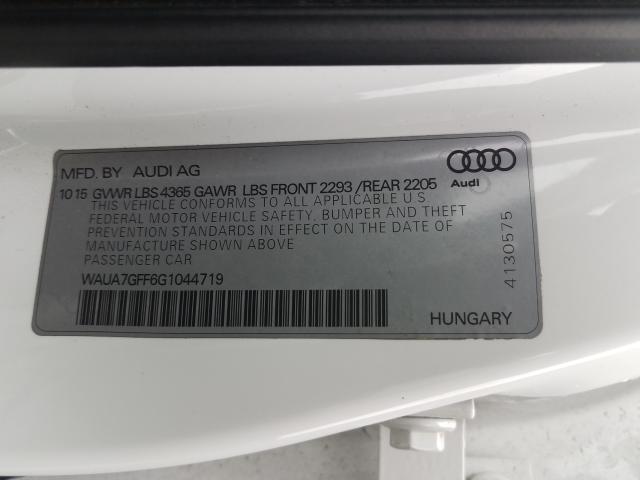 MFD. BY AUDI AG
10 15 GVWR LBS 4365 GAWR LBS FRONT 2293 /REAR 2205
THIS VEHICLE CONFORMS TO ALL APPLICABLE U S
FEDERAL MOTOR VEHICLE SAFETY, BUMPER AND THEFT
PREVENTION STANDARDS IN EFFECT ON THE DATE OF
MANUFACTURE SHOWN ABOVE
PASSENGER CAR
WAUA7GFF6G1044719
HUNGARY
Audi
4130575